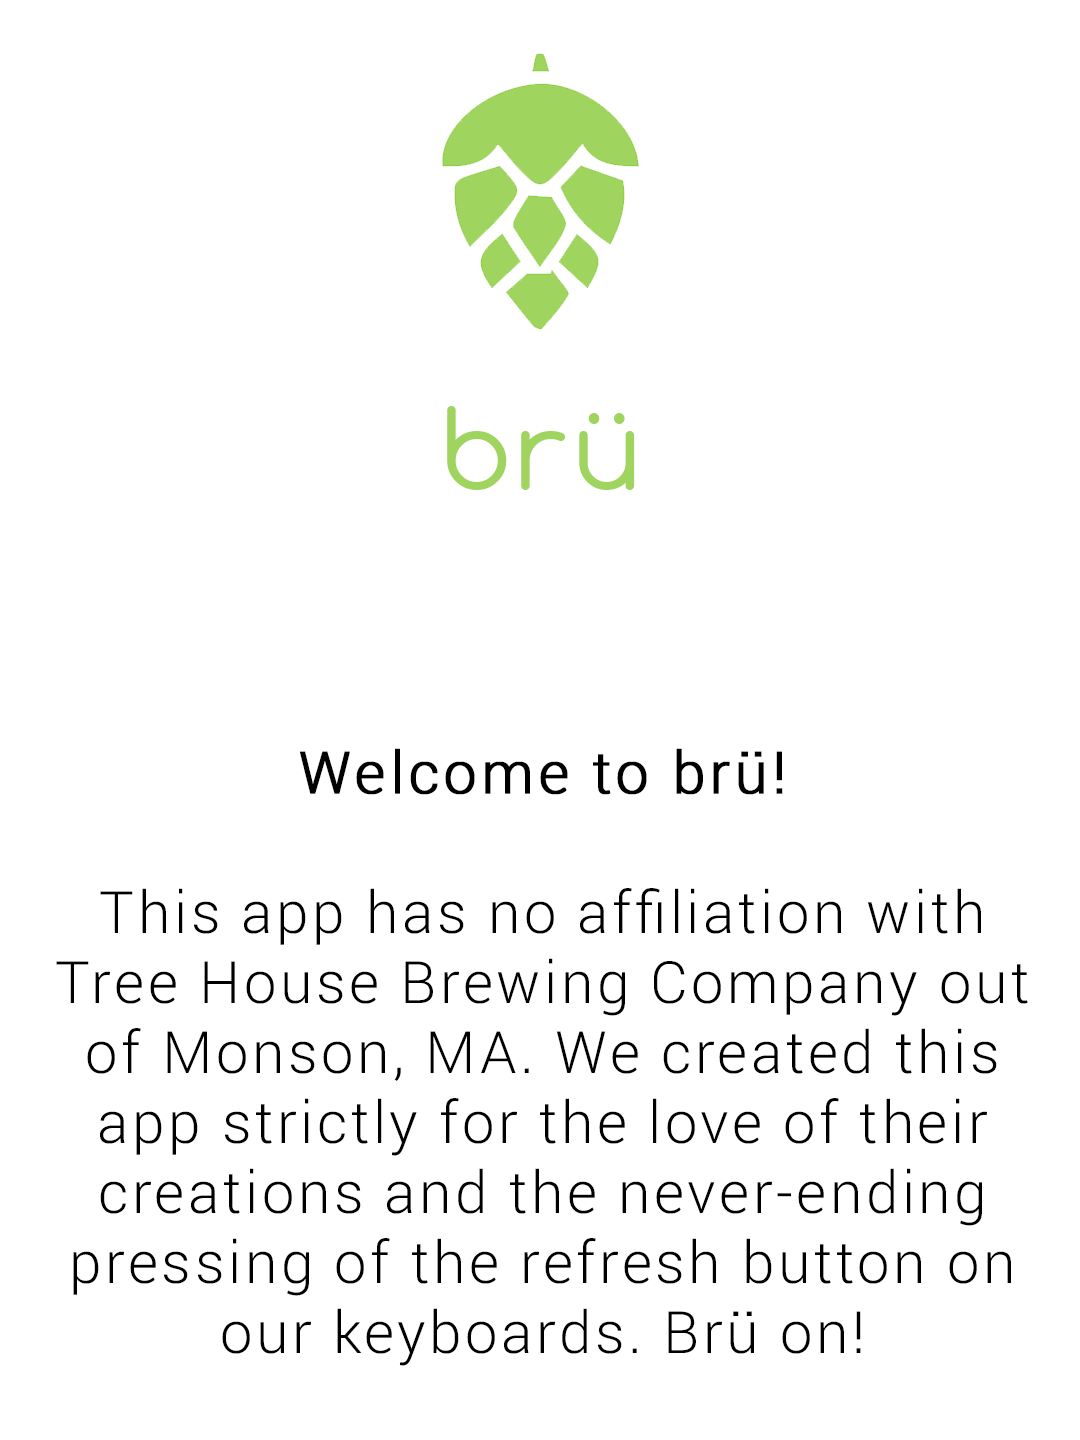 brü
Welcome to brü!
This app has no affiliation with
Tree House Brewing Company out
of Monson, MA. We created this
app strictly for the love of their
creations and the never-ending
pressing of the refresh button on
our keyboards. Brü on!